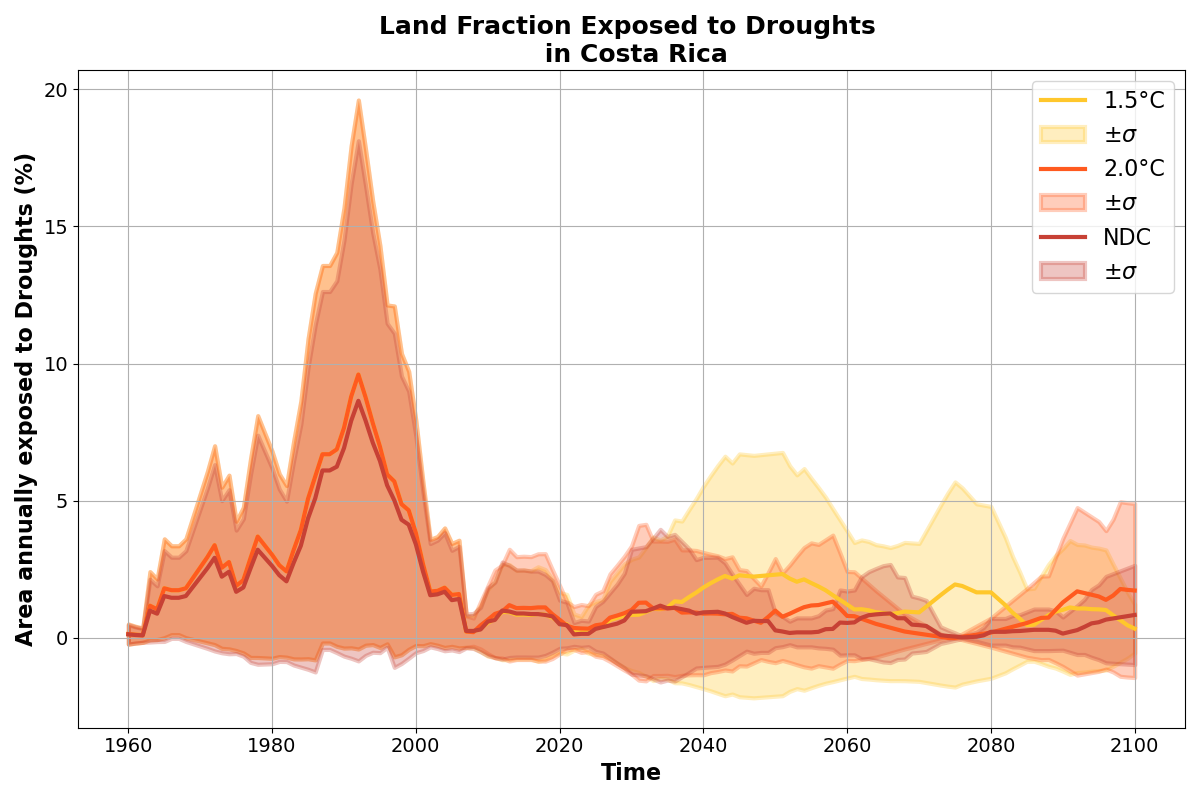 Land Fraction Exposed to Droughts
in Costa Rica
Area annually exposed to Droughts (%)
20
15
10
5
0
1960 1980 2000 2020 2040 2060 2080 2100
Time
1.5°C
±σ
2.0°C
±σ
NDC
±σ